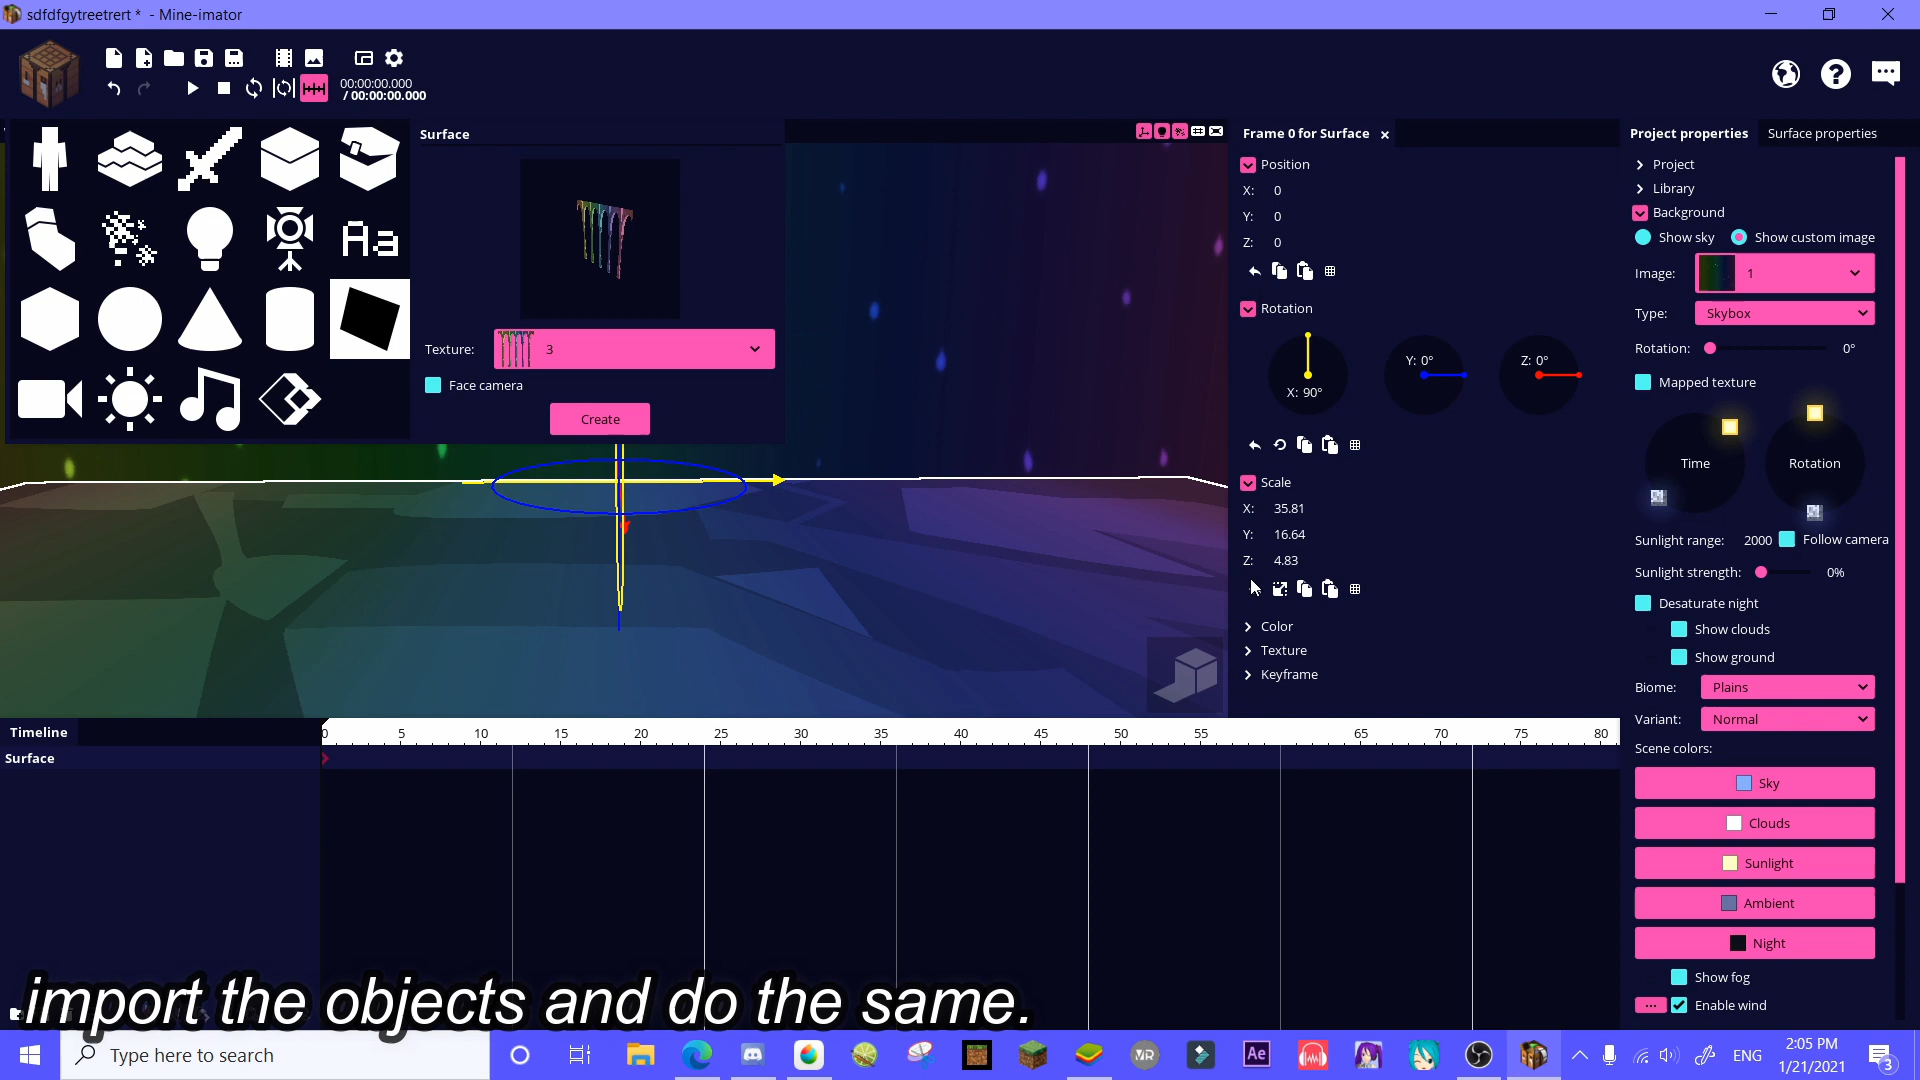 sdfdfgytreetrert * - Mine-imator
00:00:00.000
/ 00:00:00.000
Surface
Texture: 3
Face camera
Create
Frame 0 for Surface
Position
X: 0
Y: 0
Z: 0
Rotation
X: 90°
Y: 0°
Z: 0°
Scale
X: 35.81
Y: 16.64
Z: 4.83
Color
Texture
Keyframe
Project properties
Surface properties
Project
Library
Background
Show sky
Show custom image
Image: 1
Type: Skybox
Rotation: 0°
Mapped texture
Time
Rotation
Sunlight range: 2000 Follow camera
Sunlight strength: 0%
Desaturate night
Show clouds
Show ground
Biome: Plains
Variant: Normal
Scene colors:
Sky
Clouds
Sunlight
Ambient
Night
Show fog
Enable wind
Timeline
0 5 10 15 20 25 30 35 40 45 50 55 65 70 75 80
Surface
import the objects and do the same.
Type here to search
VR
Ae
ENG
2:05 PM
1/21/2021
3